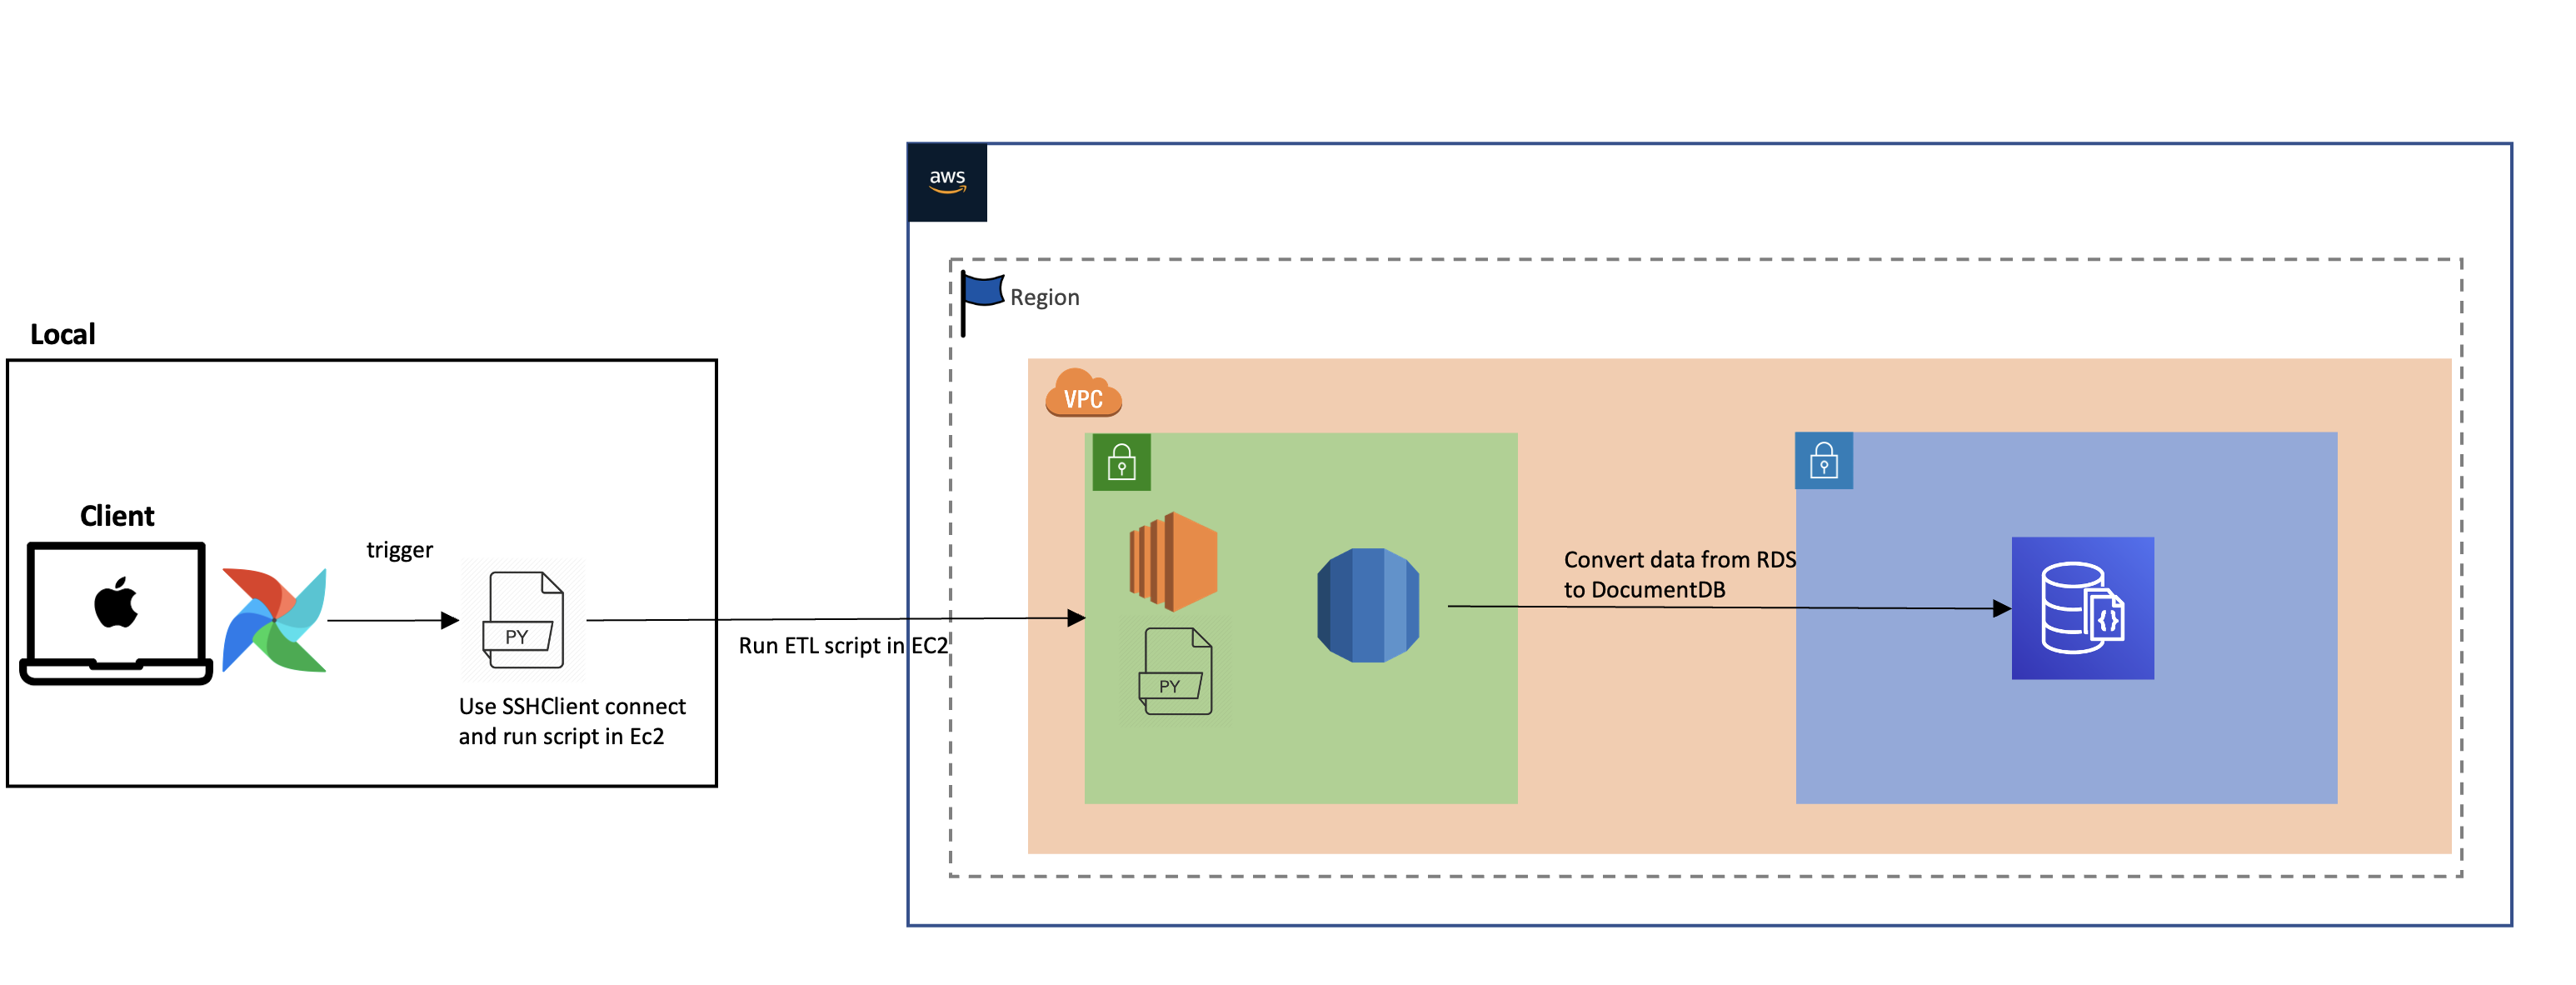 aws
Region
Local
VPC
Client
trigger
PY
Use SSHClient connect
and run script in Ec2
Run ETL script in EC2
PY
Convert data from RDS
to DocumentDB
{}